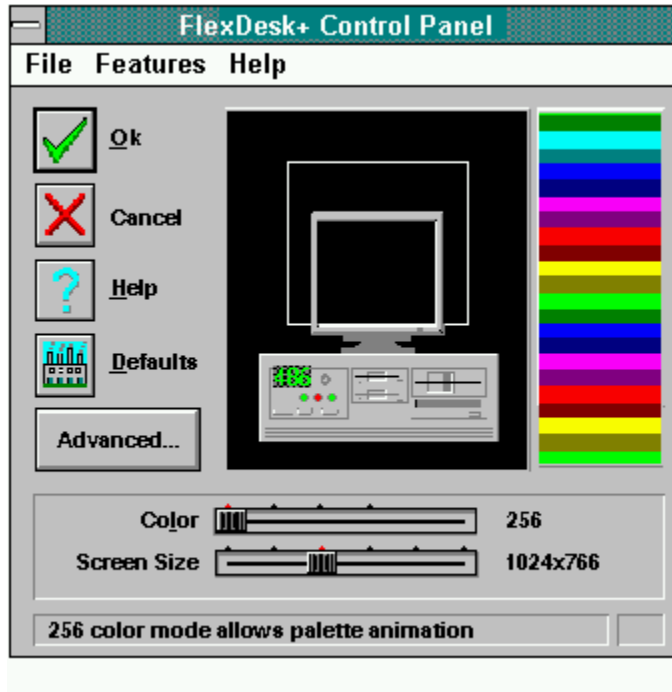 FlexDesk+ Control Panel
File Features Help
Ok
Cancel
Help
Defaults
Advanced...
486
Color 256
Screen Size 1024x766
256 color mode allows palette animation